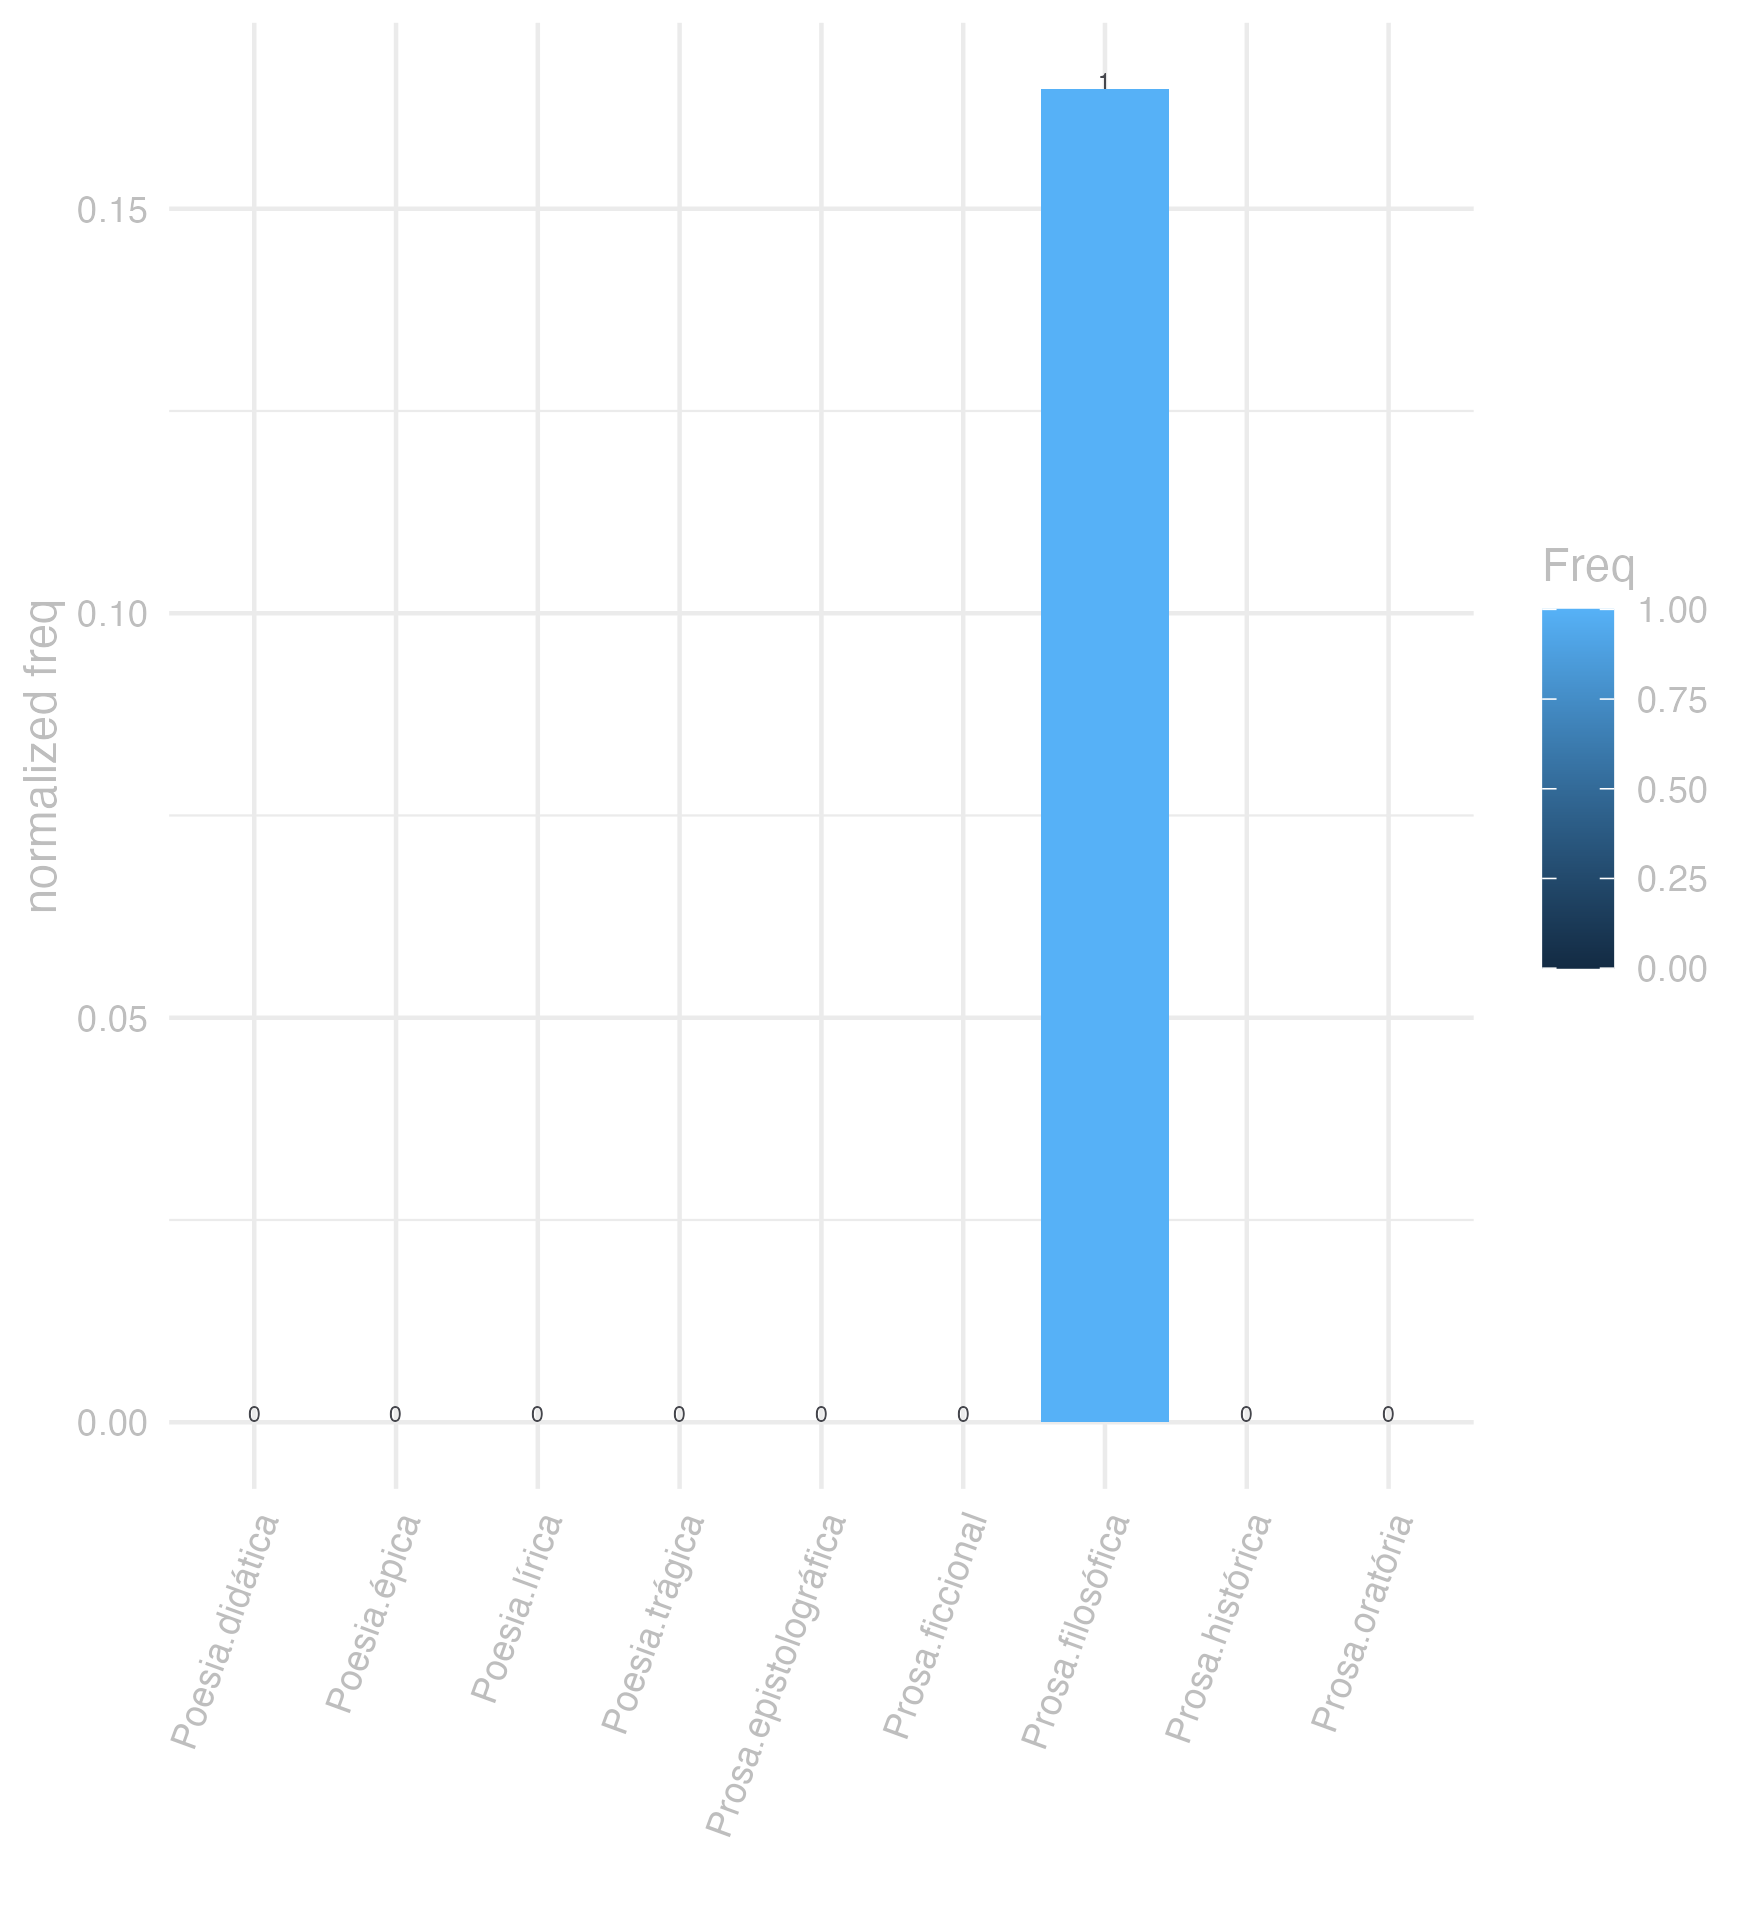 1
0.15
0.10
0.05
0.00
normalized freq
0 0 0 0 0 0 0 0
Poesia.didática
Poesia.épica
Poesia.lírica
Poesia.trágica
Prosa.epistolográfica
Prosa.ficcional
Prosa.filosófica
Prosa.histórica
Prosa.oratória
Freq
1.00
0.75
0.50
0.25
0.00